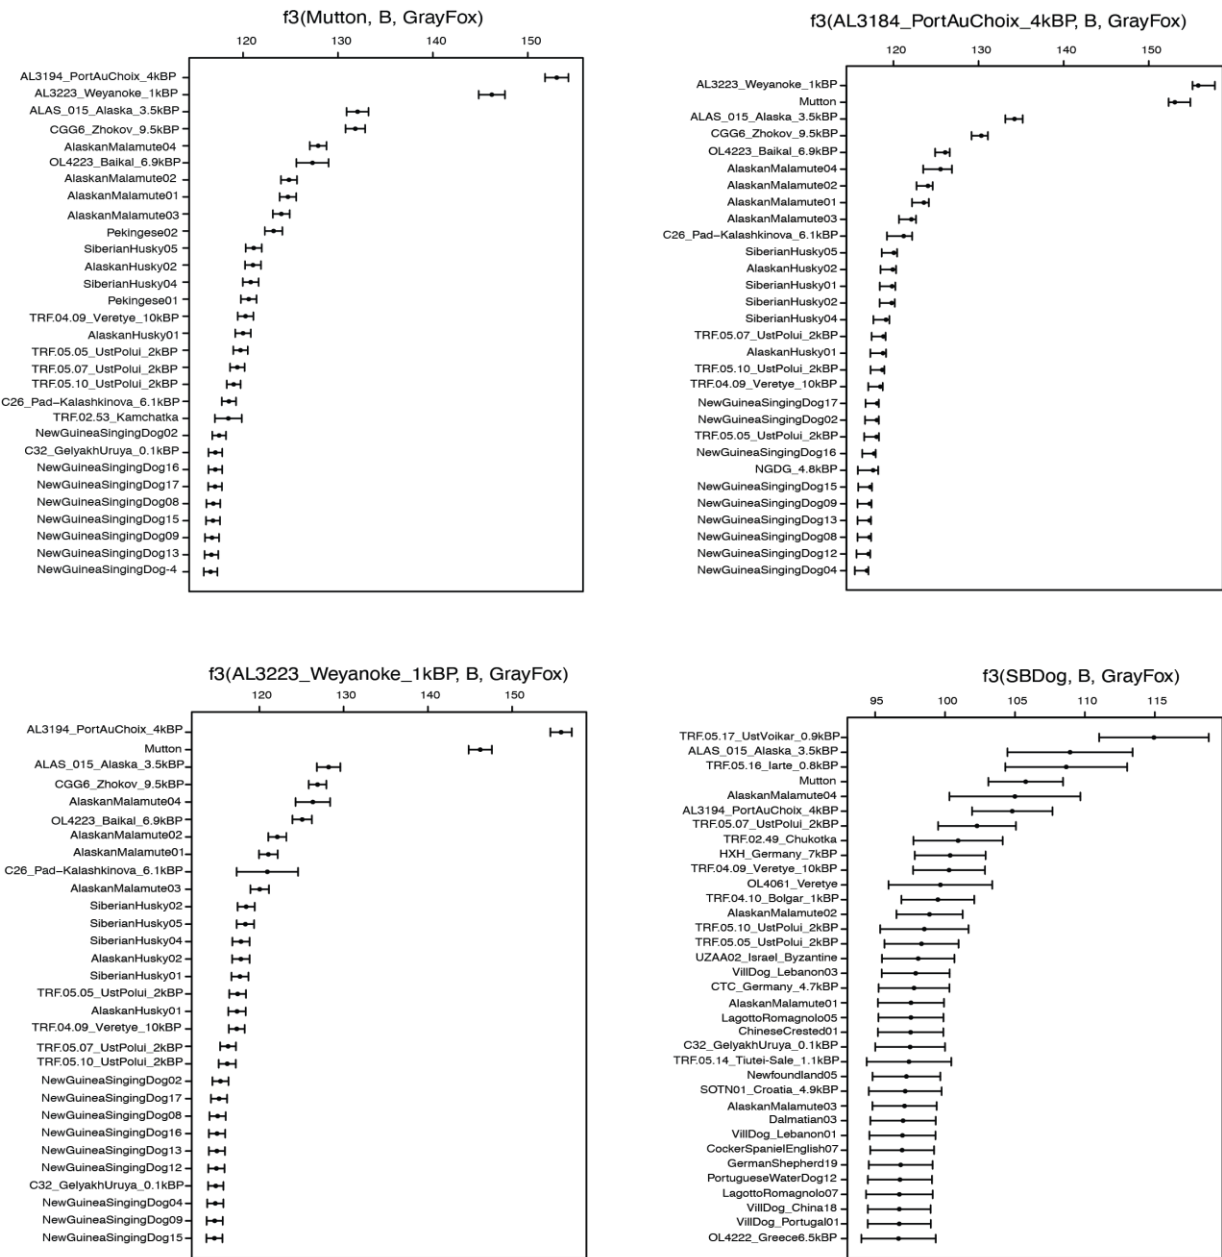 f3(Mutton, B, GrayFox)
120 130 140 150
AL3194_PortAuChoix_4kBP
AL3223_Weyanoke_1kBP
ALAS_015_Alaska_3.5kBP
CGG6_Zhokov_9.5kBP
AlaskanMalamute04
OL4223_Baikal_6.9kBP
AlaskanMalamute02
AlaskanMalamute01
AlaskanMalamute03
Pekingese02
SiberianHusky05
AlaskanHusky02
SiberianHusky04
Pekingese01
TRF.04.09_Veretye_10kBP
AlaskanHusky01
TRF.05.05_UstPolui_2kBP
TRF.05.07_UstPolui_2kBP
TRF.05.10_UstPolui_2kBP
C26_Pad-Kalashkinova_6.1kBP
TRF.02.53_Kamchatka
NewGuineaSingingDog02
C32_GelyakhUruya_0.1kBP
NewGuineaSingingDog16
NewGuineaSingingDog17
NewGuineaSingingDog08
NewGuineaSingingDog15
NewGuineaSingingDog09
NewGuineaSingingDog13
NewGuineaSingingDog-4
f3(AL3184_PortAuChoix_4kBP, B, GrayFox)
120 130 140 150
AL3223_Weyanoke_1kBP
Mutton
ALAS_015_Alaska_3.5kBP
CGG6_Zhokov_9.5kBP
OL4223_Baikal_6.9kBP
AlaskanMalamute04
AlaskanMalamute02
AlaskanMalamute01
AlaskanMalamute03
C26_Pad-Kalashkinova_6.1kBP
SiberianHusky05
AlaskanHusky02
SiberianHusky01
SiberianHusky02
SiberianHusky04
TRF.05.07_UstPolui_2kBP
AlaskanHusky01
TRF.05.10_UstPolui_2kBP
TRF.04.09_Veretye_10kBP
NewGuineaSingingDog17
NewGuineaSingingDog02
TRF.05.05_UstPolui_2kBP
NewGuineaSingingDog16
NGDG_4.8kBP
NewGuineaSingingDog15
NewGuineaSingingDog09
NewGuineaSingingDog13
NewGuineaSingingDog08
NewGuineaSingingDog12
NewGuineaSingingDog04
f3(AL3223_Weyanoke_1kBP, B, GrayFox)
120 130 140 150
AL3194_PortAuChoix_4kBP
Mutton
ALAS_015_Alaska_3.5kBP
CGG6_Zhokov_9.5kBP
AlaskanMalamute04
OL4223_Baikal_6.9kBP
AlaskanMalamute02
AlaskanMalamute01
C26_Pad-Kalashkinova_6.1kBP
AlaskanMalamute03
SiberianHusky02
SiberianHusky05
SiberianHusky04
AlaskanHusky02
SiberianHusky01
TRF.05.05_UstPolui_2kBP
AlaskanHusky01
TRF.04.09_Veretye_10kBP
TRF.05.07_UstPolui_2kBP
TRF.05.10_UstPolui_2kBP
NewGuineaSingingDog02
NewGuineaSingingDog17
NewGuineaSingingDog08
NewGuineaSingingDog16
NewGuineaSingingDog13
NewGuineaSingingDog12
C32_GelyakhUruya_0.1kBP
NewGuineaSingingDog04
NewGuineaSingingDog09
NewGuineaSingingDog15
f3(SBDog, B, GrayFox)
95 100 105 110 115
TRF.05.17_UstVoikar_0.9kBP
ALAS_015_Alaska_3.5kBP
TRF.05.16_Iarte_0.8kBP
Mutton
AlaskanMalamute04
AL3194_PortAuChoix_4kBP
TRF.05.07_UstPolui_2kBP
TRF.02.49_Chukotka
HXH_Germany_7kBP
TRF.04.09_Veretye_10kBP
OL4061_Veretye
TRF.04.10_Bolgar_1kBP
AlaskanMalamute02
TRF.05.10_UstPolui_2kBP
TRF.05.05_UstPolui_2kBP
UZAA02_Israel_Byzantine
VillDog_Lebanon03
CTC_Germany_4.7kBP
AlaskanMalamute01
LagottoRomagnolo05
ChineseCrested01
C32_GelyakhUruya_0.1kBP
TRF.05.14_Tiutei-Sale_1.1kBP
Newfoundland05
SOTN01_Croatia_4.9kBP
AlaskanMalamute03
Dalmatian03
VillDog_Lebanon01
CockerSpanielEnglish07
GermanShepherd19
PortugueseWaterDog12
LagottoRomagnolo07
VillDog_China18
VillDog_Portugal01
OL4222_Greece6.5kBP